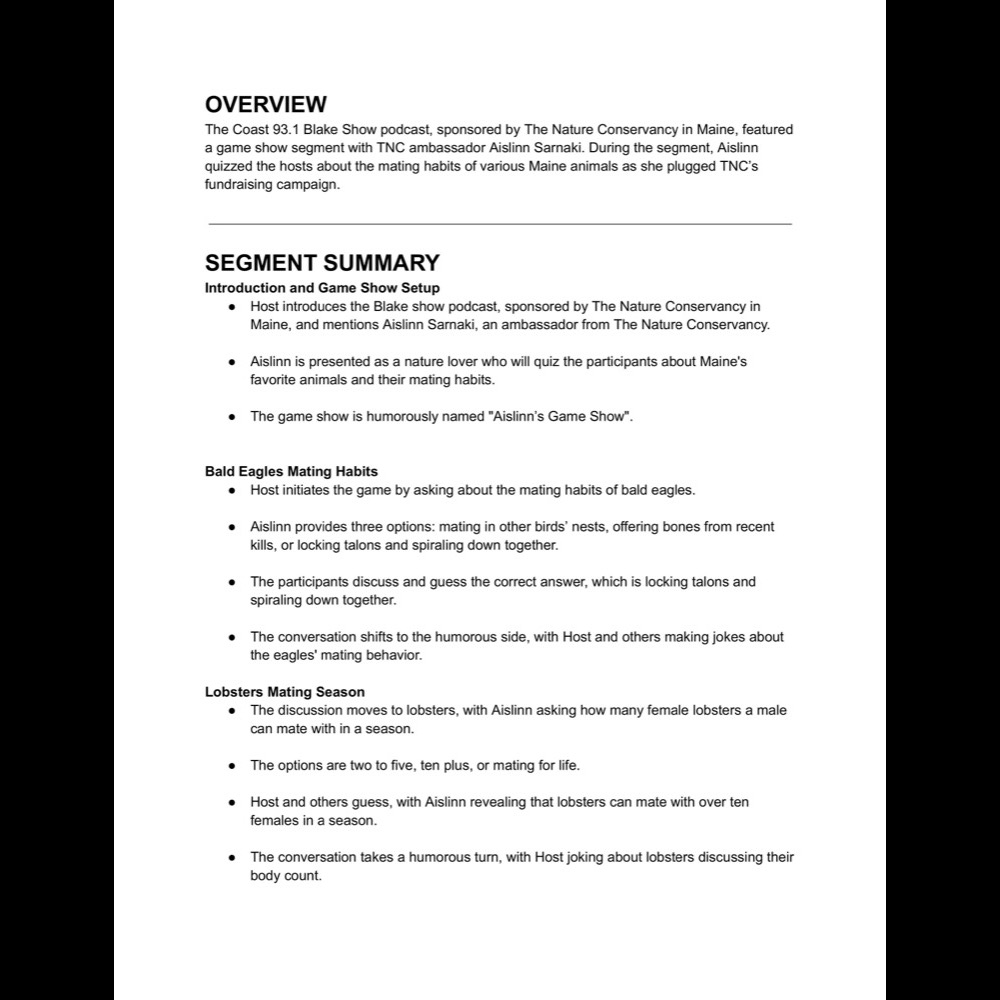 OVERVIEW
The Coast 93.1 Blake Show podcast, sponsored by The Nature Conservancy in Maine, featured
a game show segment with TNC ambassador Aislinn Sarnaki. During the segment, Aislinn
quizzed the hosts about the mating habits of various Maine animals as she plugged TNC’s
fundraising campaign.
SEGMENT SUMMARY
Introduction and Game Show Setup
● Host introduces the Blake show podcast, sponsored by The Nature Conservancy in
Maine, and mentions Aislinn Sarnaki, an ambassador from The Nature Conservancy.
● Aislinn is presented as a nature lover who will quiz the participants about Maine's
favorite animals and their mating habits.
● The game show is humorously named "Aislinn’s Game Show".
Bald Eagles Mating Habits
● Host initiates the game by asking about the mating habits of bald eagles.
● Aislinn provides three options: mating in other birds’ nests, offering bones from recent
kills, or locking talons and spiraling down together.
● The participants discuss and guess the correct answer, which is locking talons and
spiraling down together.
● The conversation shifts to the humorous side, with Host and others making jokes about
the eagles' mating behavior.
Lobsters Mating Season
● The discussion moves to lobsters, with Aislinn asking how many female lobsters a male
can mate with in a season.
● The options are two to five, ten plus, or mating for life.
● Host and others guess, with Aislinn revealing that lobsters can mate with over ten
females in a season.
● The conversation takes a humorous turn, with Host joking about lobsters discussing their
body count.